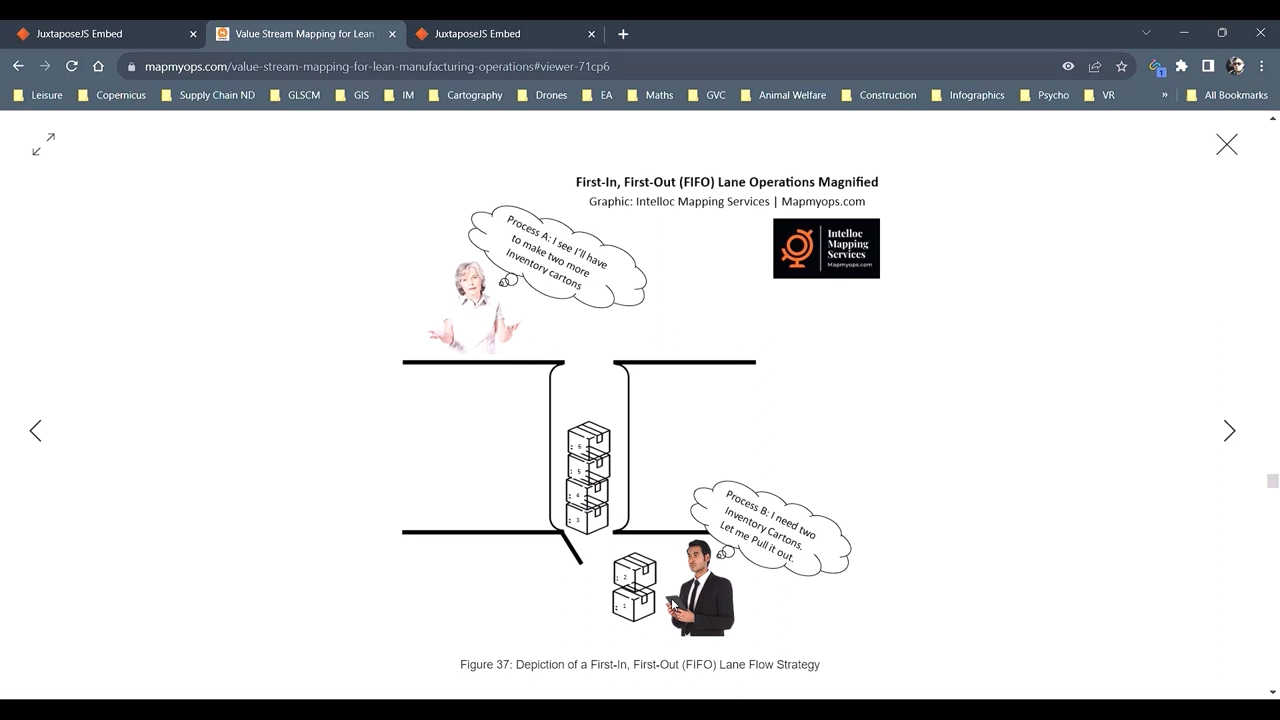 JuxtaposeJS Embed
Value Stream Mapping for Lean
JuxtaposeJS Embed
mapmyops.com/value-stream-mapping-for-lean-manufacturing-operations#viewer-71cp6
1
Leisure
Copernicus
Supply Chain ND
GLSCM
GIS
IM
Cartography
Drones
EA
Maths
GVC
Animal Welfare
Construction
Infographics
Psycho
VR
»
All Bookmarks
First-In, First-Out (FIFO) Lane Operations Magnified
Graphic: Intelloc Mapping Services | Mapmyops.com
Process A: I see I'll have
to make two more
Inventory cartons
Intelloc
Mapping
Services
Mapmyops.com
6
5
4
3
Process B: I need two
Inventory Cartons.
Let me Pull it out.
2
1
Figure 37: Depiction of a First-In, First-Out (FIFO) Lane Flow Strategy